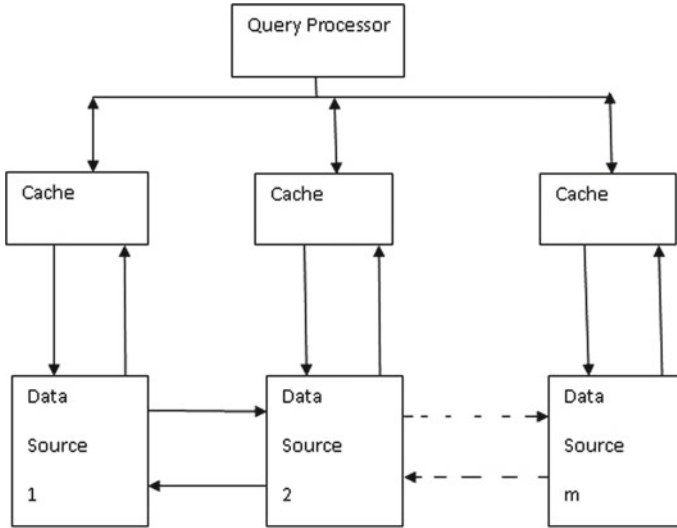 Query Processor
Cache
Cache
Cache
Data
Source
1
Data
Source
2
Data
Source
m